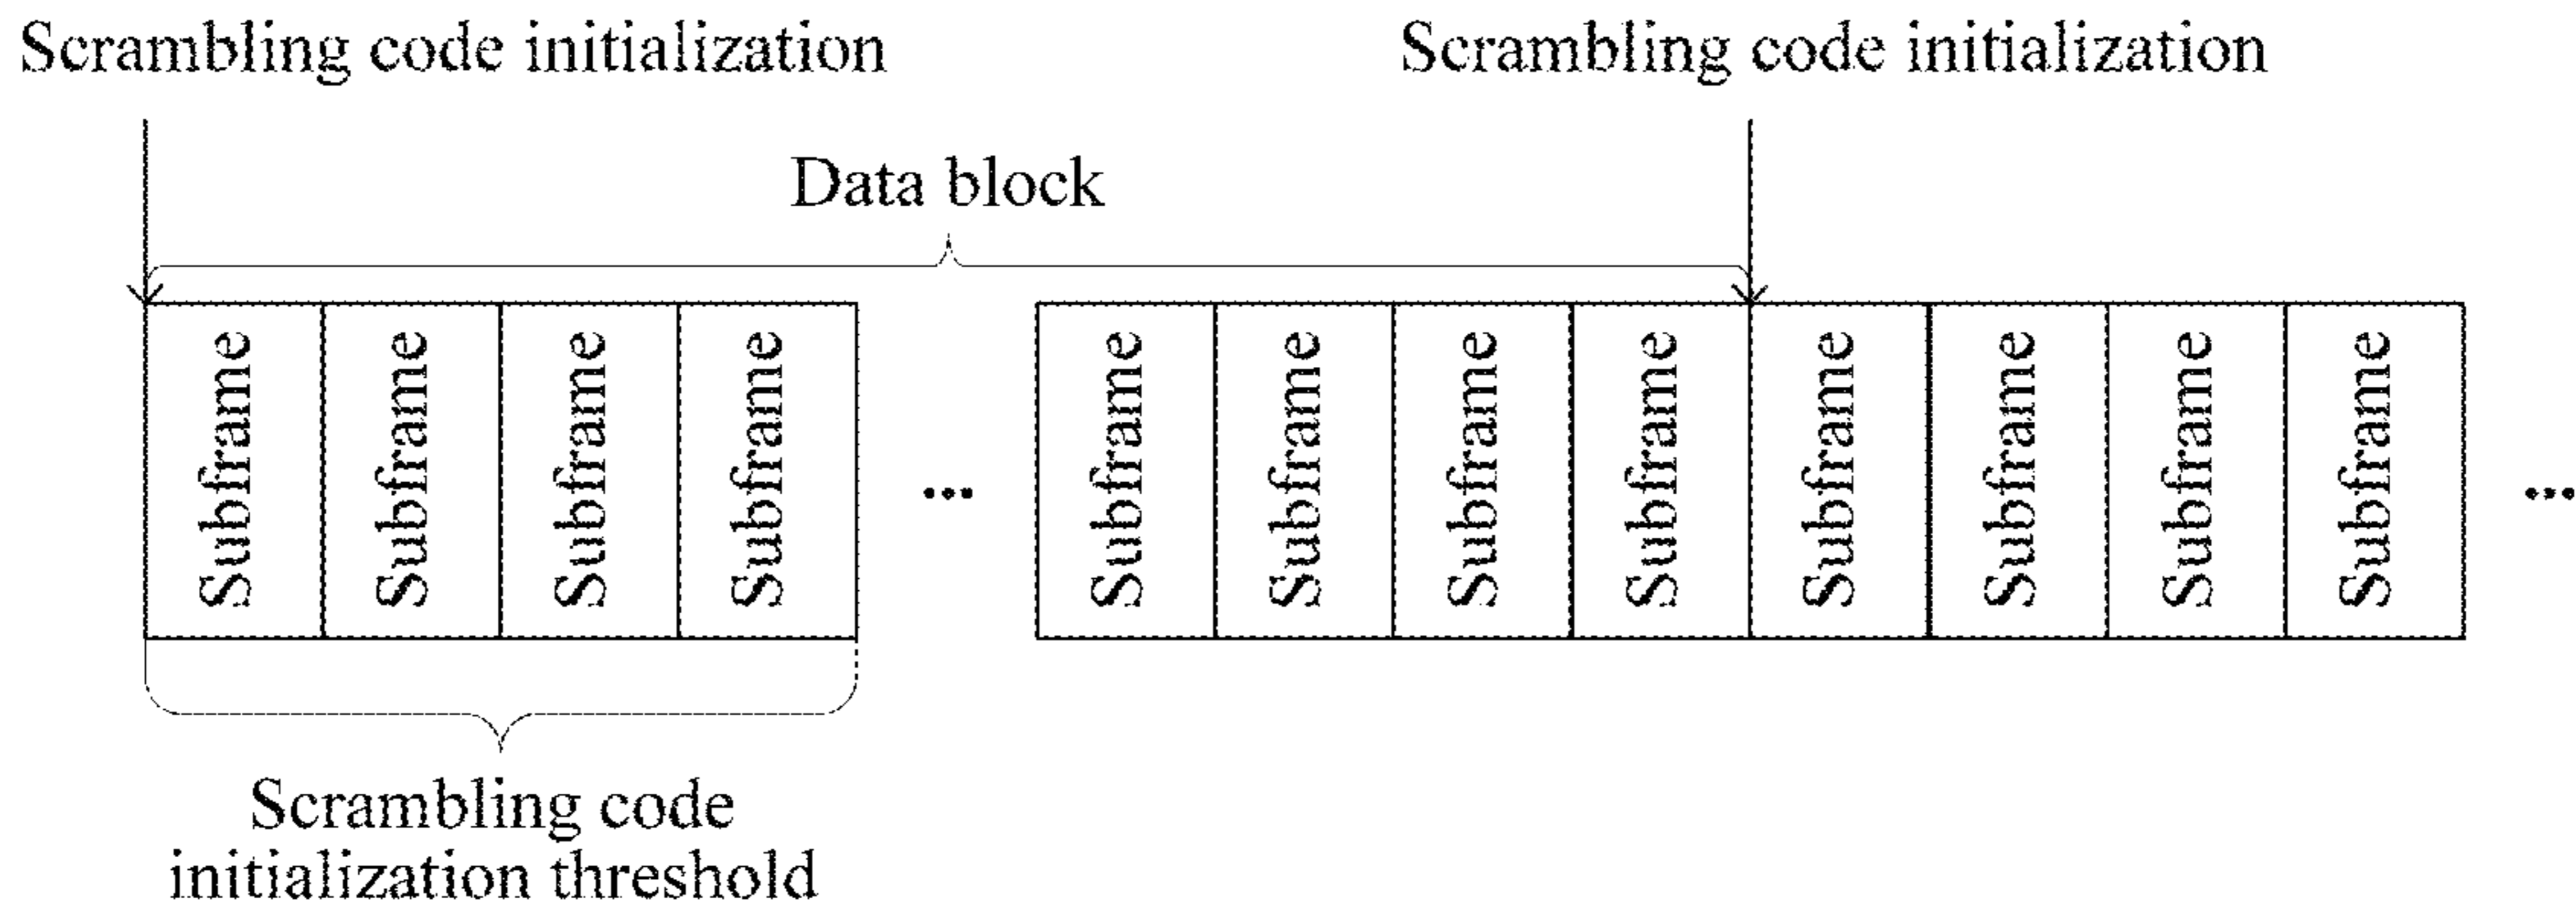 Scrambling code initialization
Scrambling code initialization
Data block
Subframe
Subframe
Subframe
Subframe
...
Subframe
Subframe
Subframe
Subframe
Subframe
Subframe
Subframe
Subframe
...
Scrambling code
initialization threshold